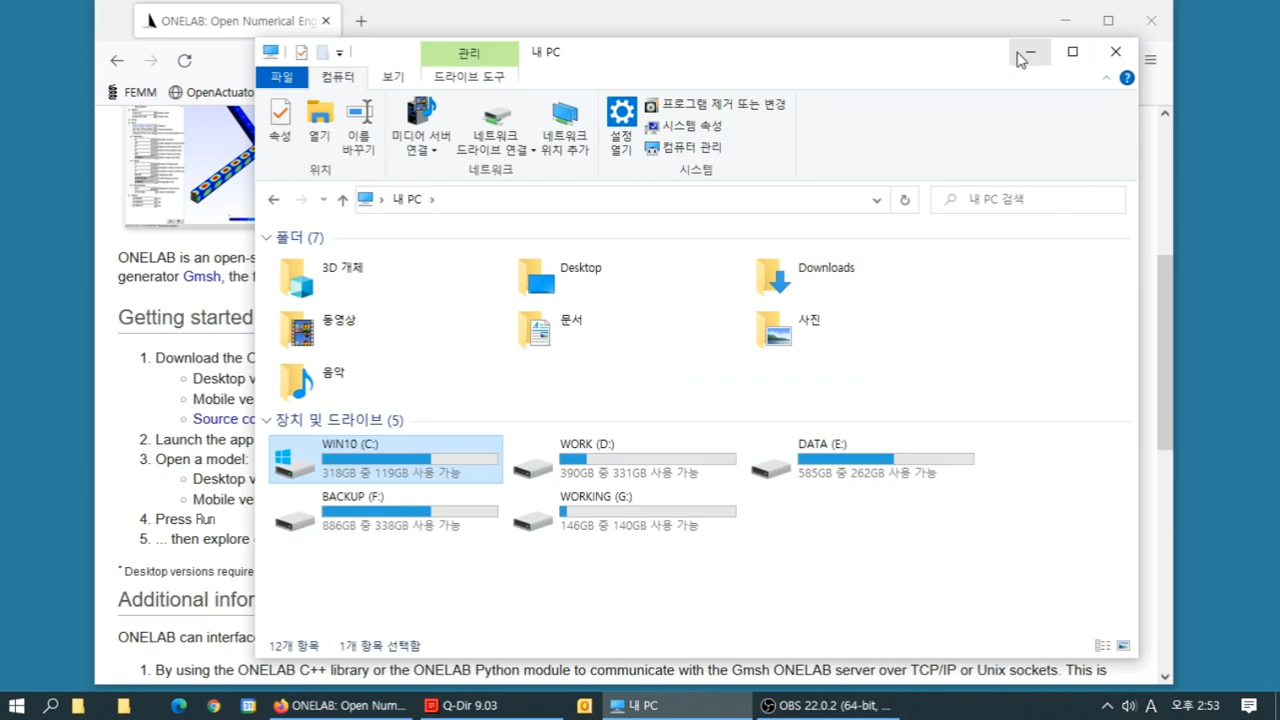 ONELAB: Open Numerical Eng
관리
내 PC
파일
컴퓨터
보기
드라이브 도구
FEMM
OpenActuato
속성
열기
이름
바꾸기
미디어 서버
연결
네트워크
드라이브 연결
네트워크
위치 추가
설정
열기
프로그램 제거 또는 변경
시스템 속성
컴퓨터 관리
위치
네트워크
시스템
내 PC
내 PC 검색
폴더 (7)
3D 개체
Desktop
Downloads
동영상
문서
사진
음악
장치 및 드라이브 (5)
WIN10 (C:)
318GB 중 119GB 사용 가능
WORK (D:)
390GB 중 331GB 사용 가능
DATA (E:)
585GB 중 262GB 사용 가능
BACKUP (F:)
886GB 중 338GB 사용 가능
WORKING (G:)
146GB 중 140GB 사용 가능
12개 항목
1개 항목 선택함
ONELAB is an open-s
generator Gmsh, the f
Getting started
1. Download the O
Desktop v
Mobile ve
Source co
2. Launch the app
3. Open a model:
Desktop v
Mobile ve
4. Press Run
5. ... then explore
* Desktop versions require
Additional infor
ONELAB can interface
1. By using the ONELAB C++ library or the ONELAB Python module to communicate with the Gmsh ONELAB server over TCP/IP or Unix sockets. This is
ONELAB: Open Num...
Q-Dir 9.03
내 PC
OBS 22.0.2 (64-bit, ...
A
오후 2:53